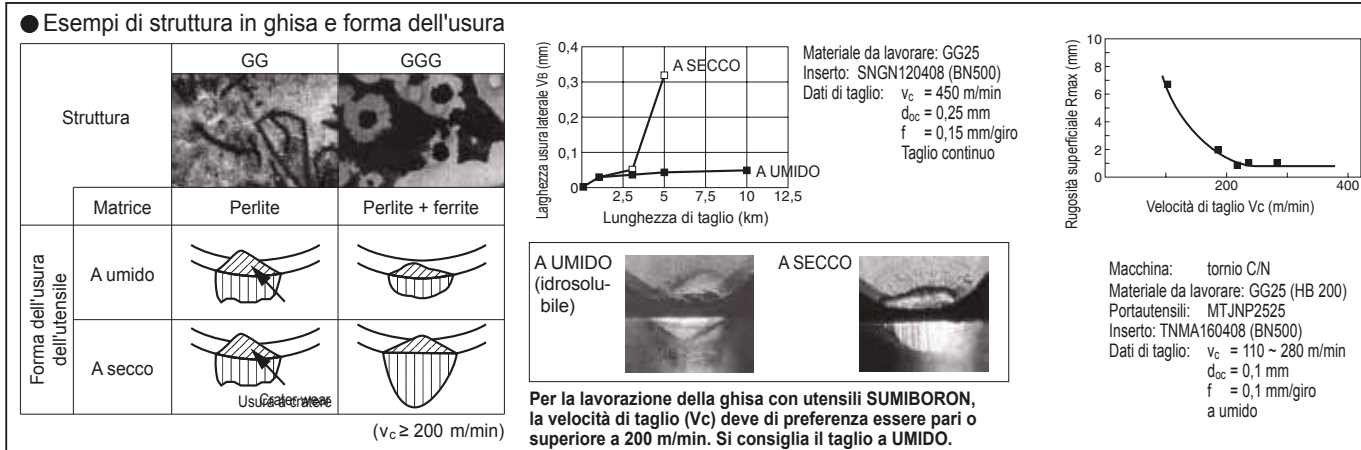 ● Esempi di struttura in ghisa e forma dell'usura
GG
GGG
Struttura
Matrice
Perlite
Perlite + ferrite
Forma dell'usura
dell'utensile
A umido
A secco
Usura a cratere
Crater wear
(vc ≥ 200 m/min)
Larghezza usura laterale VB (mm)
0,4
0,3
0,2
0,1
0
2,5
5
7,5
10
12,5
Lunghezza di taglio (km)
A SECCO
A UMIDO
Materiale da lavorare: GG25
Inserto: SNGN120408 (BN500)
Dati di taglio: vc = 450 m/min
doc = 0,25 mm
f = 0,15 mm/giro
Taglio continuo
A UMIDO
(idrosolu-
bile)
A SECCO
Per la lavorazione della ghisa con utensili SUMIBORON,
la velocità di taglio (Vc) deve di preferenza essere pari o
superiore a 200 m/min. Si consiglia il taglio a UMIDO.
Rugosità superficiale Rmax (mm)
10
8
6
4
2
0
200
400
Velocità di taglio Vc (m/min)
Macchina: tornio C/N
Materiale da lavorare: GG25 (HB 200)
Portautensili: MTJNP2525
Inserto: TNMA160408 (BN500)
Dati di taglio: vc = 110 ~ 280 m/min
doc = 0,1 mm
f = 0,1 mm/giro
a umido